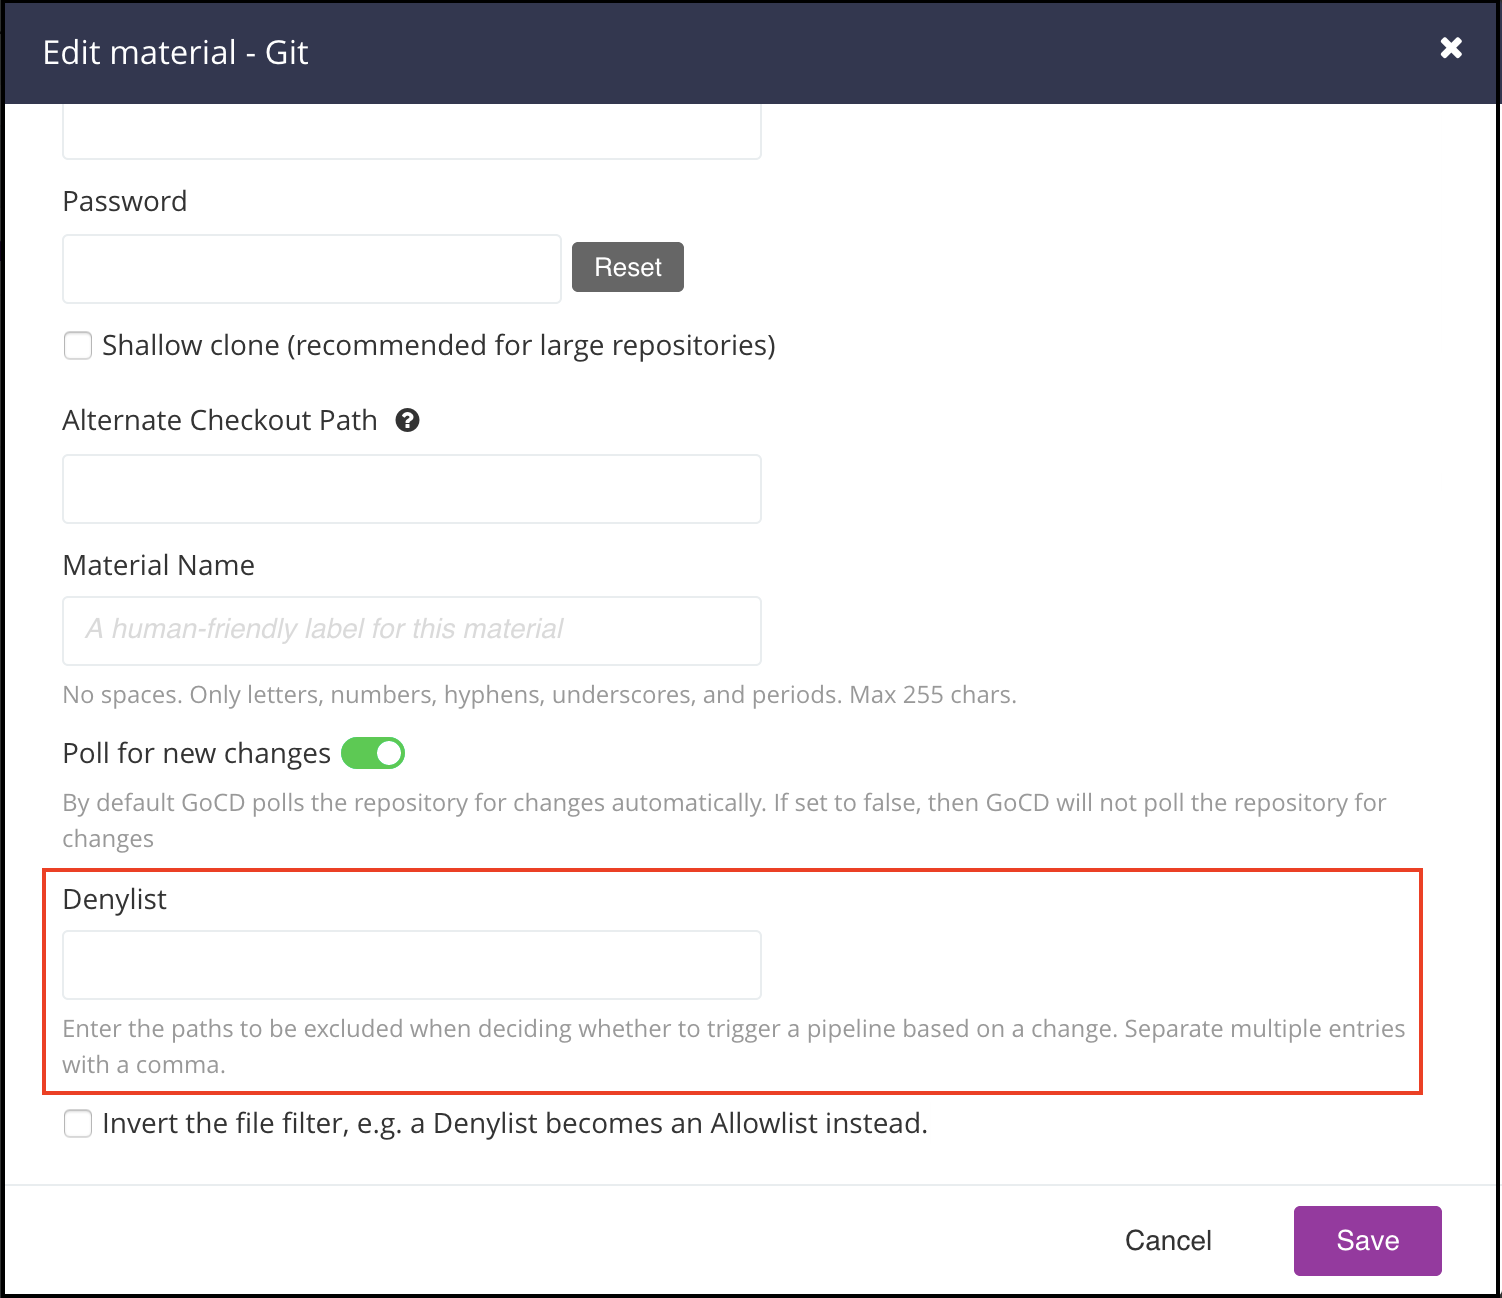 Edit material - Git
Password
Reset
Shallow clone (recommended for large repositories)
Alternate Checkout Path
Material Name
A human-friendly label for this material
No spaces. Only letters, numbers, hyphens, underscores, and periods. Max 255 chars.
Poll for new changes
By default GoCD polls the repository for changes automatically. If set to false, then GoCD will not poll the repository for
changes
Denylist
Enter the paths to be excluded when deciding whether to trigger a pipeline based on a change. Separate multiple entries
with a comma.
Invert the file filter, e.g. a Denylist becomes an Allowlist instead.
Cancel
Save